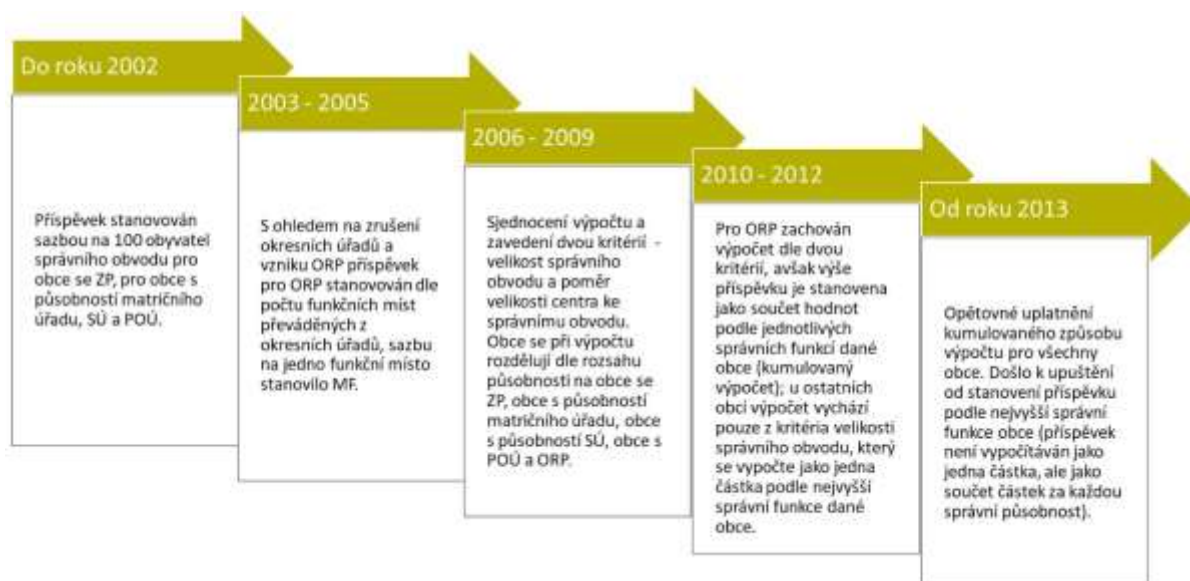 Do roku 2002
Příspěvek stanovován
sazbou na 100 obyvatel
správního obvodu pro
obce se ZP, pro obce s
působností matričního
úřadu, SÚ a POÚ.
2003 - 2005
S ohledem na zrušení
okresních úřadů a
vzniku ORP příspěvek
pro ORP stanovován dle
počtu funkčních míst
převáděných z
okresních úřadů, sazbu
na jedno funkční místo
stanovilo MF.
2006 - 2009
Sjednocení výpočtu a
zavedení dvou kritérií -
velikost správního
obvodu a poměr
velikosti centra ke
správnímu obvodu.
Obce se při výpočtu
rozdělují dle rozsahu
působnosti na obce se
ZP, obce s působností
matričního úřadu, obce
s působností SÚ, obce s
POÚ a ORP.
2010 - 2012
Pro ORP zachován
výpočet dle dvou
kritérií, avšak výše
příspěvku je stanovena
jako součet hodnot
podle jednotlivých
správních funkcí dané
obce (kumulovaný
výpočet); u ostatních
obcí výpočet vychází
pouze z kritéria velikosti
správního obvodu, který
se vypočte jako jedna
částka podle nejvyšší
správní funkce dané
obce.
Od roku 2013
Opětovné uplatnění
kumulovaného způsobu
výpočtu pro všechny
obce. Došlo k upuštění
od stanovení příspěvku
podle nejvyšší správní
funkce obce (příspěvek
není vypočítáván jako
jedna částka, ale jako
součet částek za každou
správní působnost).